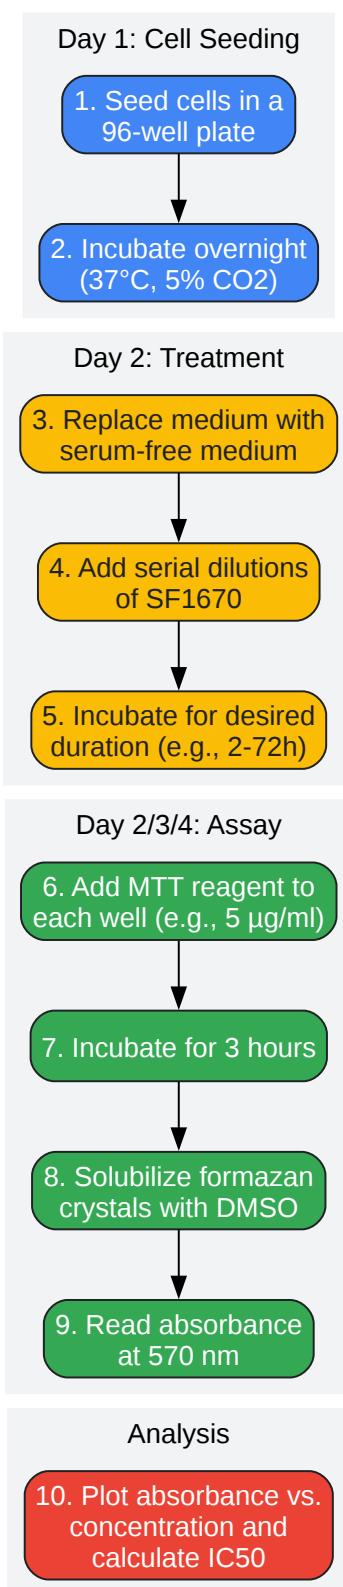 Day 1: Cell Seeding
1. Seed cells in a
96-well plate
2. Incubate overnight
(37°C, 5% CO2)
Day 2: Treatment
3. Replace medium with
serum-free medium
4. Add serial dilutions
of SF1670
5. Incubate for desired
duration (e.g., 2-72h)
Day 2/3/4: Assay
6. Add MTT reagent to
each well (e.g., 5 µg/ml)
7. Incubate for 3 hours
8. Solubilize formazan
crystals with DMSO
9. Read absorbance
at 570 nm
Analysis
10. Plot absorbance vs.
concentration and
calculate IC50